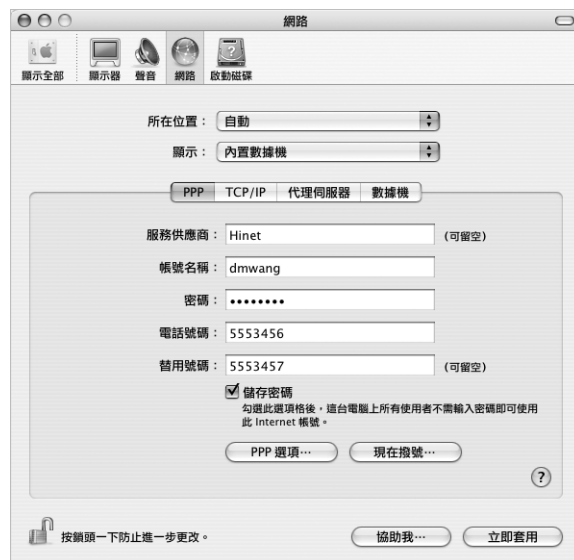 網路
顯示全部 顯示器 聲音 網路 啟動磁碟
所在位置： 自動
顯示： 內置數據機
PPP TCP/IP 代理伺服器 數據機
服務供應商： Hinet (可留空)
帳號名稱： dmwang
密碼： ••••••••
電話號碼： 5553456
替用號碼： 5553457 (可留空)
儲存密碼
勾選此選項格後，這台電腦上所有使用者不需輸入密碼即可使用
此 Internet 帳號。
PPP 選項… 現在撥號…
?
按鎖頭一下防止進一步更改。 協助我… 立即套用